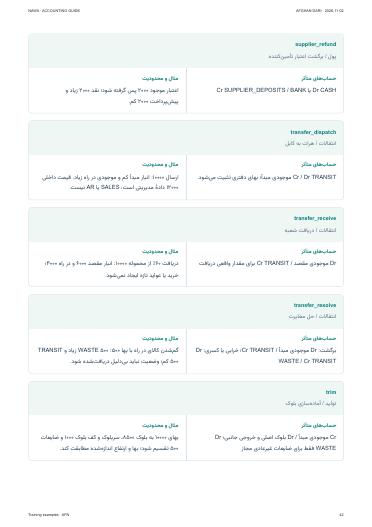 NAWA · ACCOUNTING GUIDE
AFGHAN DARI · 2026-11-02
supplier_refund
پول / برگشت اعتبار تأمین‌کننده
حساب‌های متأثر
Dr CASH یا Cr SUPPLIER_DEPOSITS / BANK
مثال و محدودیت
اعتبار موجود ۲۰۰۰ پس گرفته شود؛ نقد ۲۰۰۰ زیاد و
پیش‌پرداخت ۲۰۰۰ کم.
transfer_dispatch
انتقالات / هرات به کابل
حساب‌های متأثر
Cr / Dr TRANSIT موجودی مبدأ؛ بهای دفتری تثبیت می‌شود.
مثال و محدودیت
ارسال ۱۰۰۰۰: انبار مبدأ کم و موجودی در راه زیاد. قیمت داخلی
۱۲۰۰۰ دادهٔ مدیریتی است؛ SALES یا AR نیست.
transfer_receive
انتقالات / دریافت شعبه
حساب‌های متأثر
Dr موجودی مقصد / Cr TRANSIT برای مقدار واقعی دریافت
مثال و محدودیت
دریافت ۶۰٪ از محموله ۱۰۰۰۰: انبار مقصد ۶۰۰۰ و در راه ۴۰۰۰؛
خرید یا عواید تازه ایجاد نمی‌شود.
transfer_resolve
انتقالات / حل مغایرت
حساب‌های متأثر
برگشت: Dr موجودی مبدأ / Cr TRANSIT؛ خرابی یا کسری: Dr
WASTE / Cr TRANSIT
مثال و محدودیت
گم‌شدن کالای در راه با بها ۵۰۰: WASTE ۵۰۰ زیاد و TRANSIT
۵۰۰ کم؛ وضعیت نباید بی‌دلیل دریافت‌شده شود.
trim
تولید / آماده‌سازی بلوک
حساب‌های متأثر
Cr موجودی مبدأ / Dr بلوک اصلی و خروجی جانبی؛ Dr
WASTE فقط برای ضایعات غیرعادی مجاز
مثال و محدودیت
بهای ۱۰۰۰۰ به بلوک ۸۵۰۰، سربلوک و کف بلوک ۱۰۰۰ و ضایعات
۵۰۰ تقسیم شود؛ بها و ارتفاع اندازه‌شده مطابقت کند.
Training examples · AFN